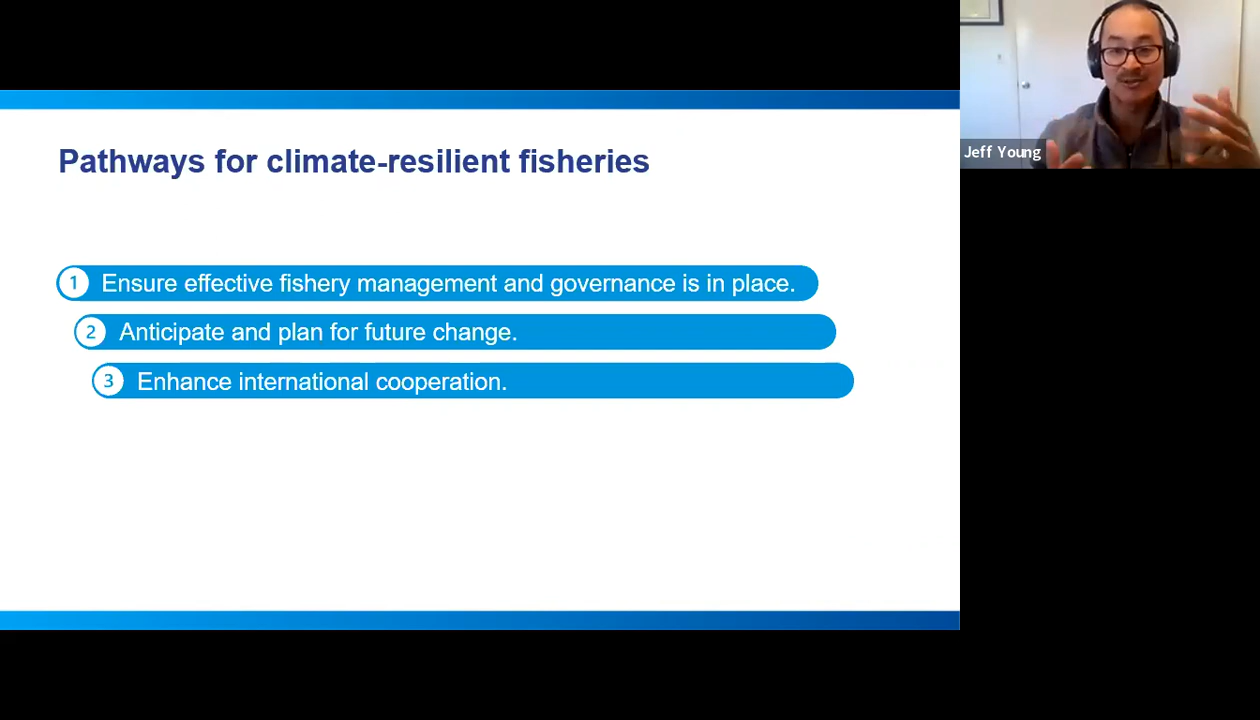 Pathways for climate-resilient fisheries
1 Ensure effective fishery management and governance is in place.
2 Anticipate and plan for future change.
3 Enhance international cooperation.
Jeff Young